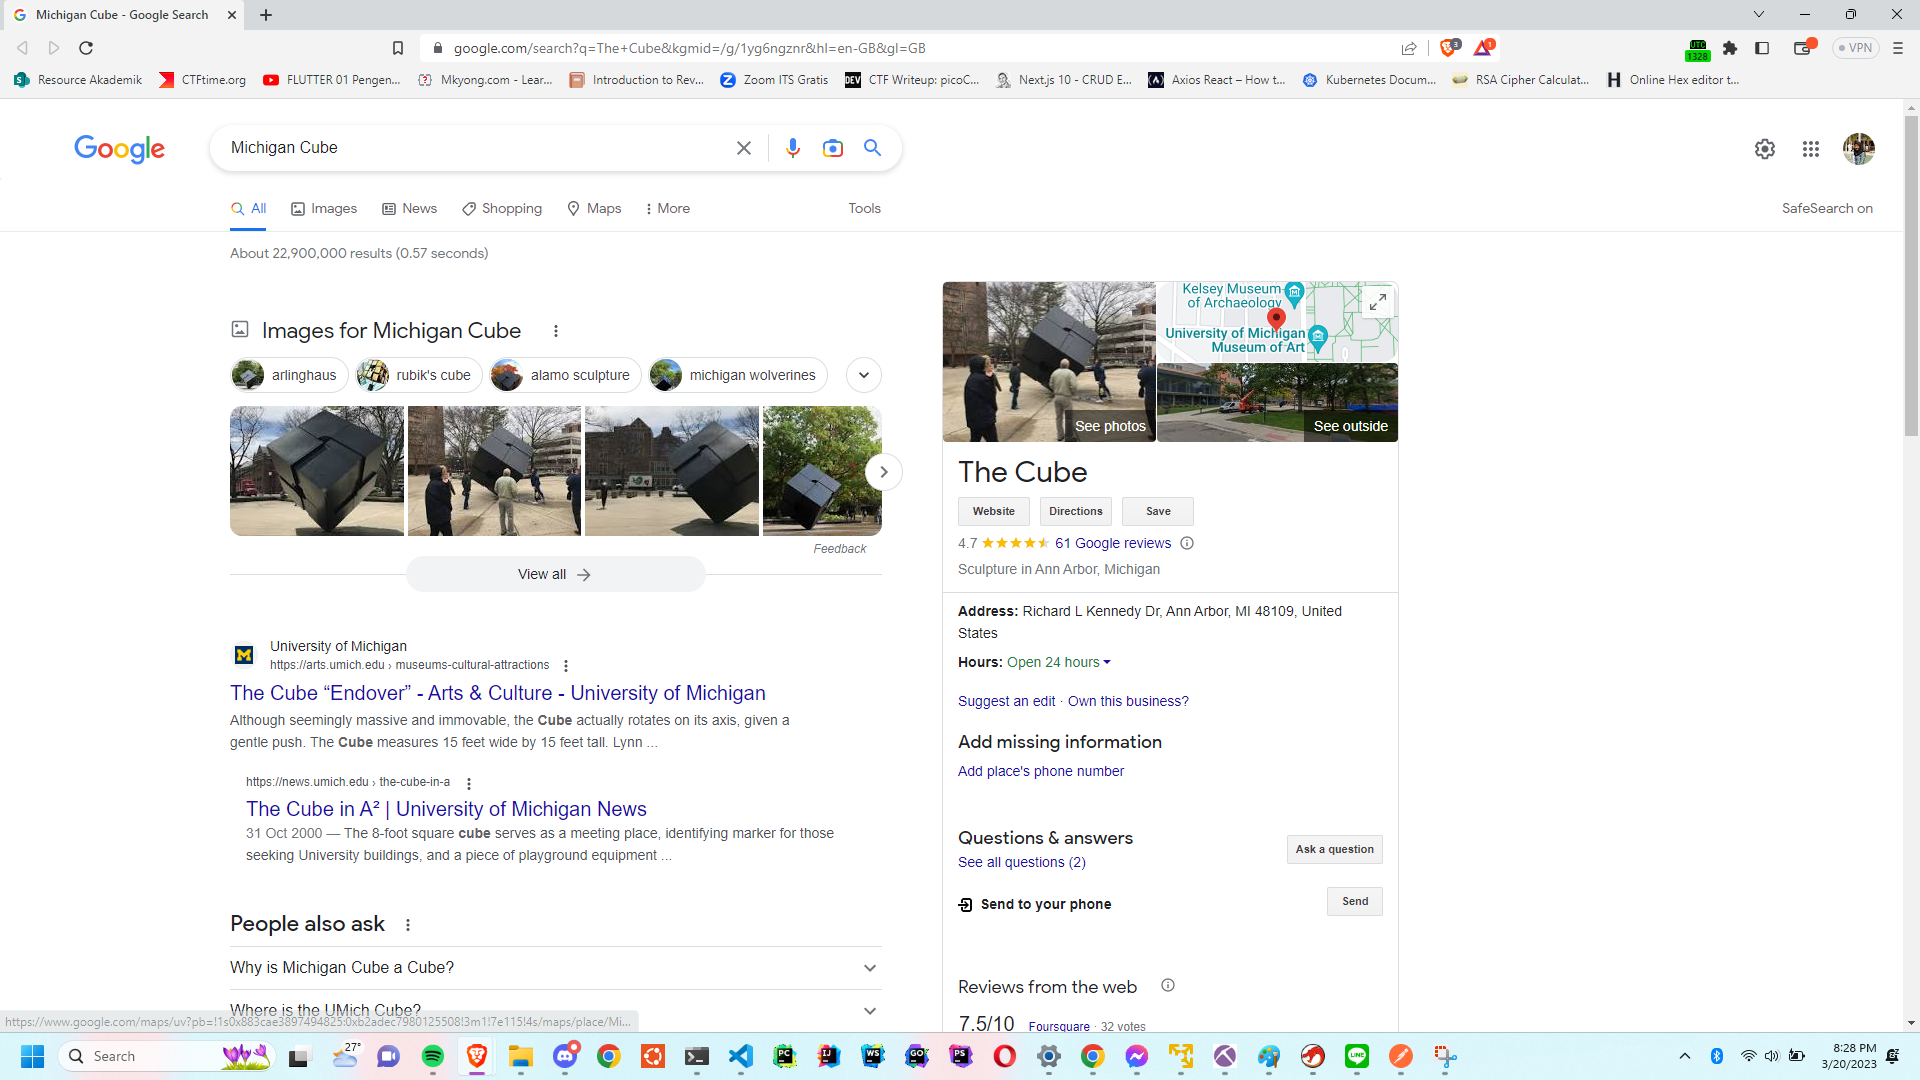 Michigan Cube - Google Search
google.com/search?q=The+Cube&kgmid=/g/1yg6ngznr&hl=en-GB&gl=GB
3
1
UTC
1328
VPN
Resource Akademik
CTFtime.org
FLUTTER 01 Pengen...
Mkyong.com - Lear...
Introduction to Rev...
Zoom ITS Gratis
DEV
CTF Writeup: picoC...
Next.js 10 - CRUD E...
Axios React – How t...
Kubernetes Docum...
RSA Cipher Calculat...
Online Hex editor t...
Google
Michigan Cube
All
Images
News
Shopping
Maps
More
Tools
SafeSearch on
About 22,900,000 results (0.57 seconds)
Images for Michigan Cube
arlinghaus
rubik's cube
alamo sculpture
michigan wolverines
Feedback
View all
University of Michigan
https://arts.umich.edu › museums-cultural-attractions
The Cube “Endover” - Arts & Culture - University of Michigan
Although seemingly massive and immovable, the Cube actually rotates on its axis, given a
gentle push. The Cube measures 15 feet wide by 15 feet tall. Lynn ...
https://news.umich.edu › the-cube-in-a
The Cube in A² | University of Michigan News
31 Oct 2000 — The 8-foot square cube serves as a meeting place, identifying marker for those
seeking University buildings, and a piece of playground equipment ...
People also ask
Why is Michigan Cube a Cube?
Where is the UMich Cube?
https://www.google.com/maps/uv?pb=!1s0x883cae3897494825:0xb2adec7980125508!3m1!7e115!4s/maps/place/Mi...
Kelsey Museum
of Archaeology
University of Michigan
Museum of Art
See photos
See outside
The Cube
Website
Directions
Save
4.7
61 Google reviews
Sculpture in Ann Arbor, Michigan
Address: Richard L Kennedy Dr, Ann Arbor, MI 48109, United
States
Hours: Open 24 hours
Suggest an edit · Own this business?
Add missing information
Add place's phone number
Questions & answers
See all questions (2)
Ask a question
Send to your phone
Send
Reviews from the web
7.5/10
Foursquare · 32 votes
Search
27°
PC
IJ
WS
GO
PS
LINE
8:28 PM
3/20/2023